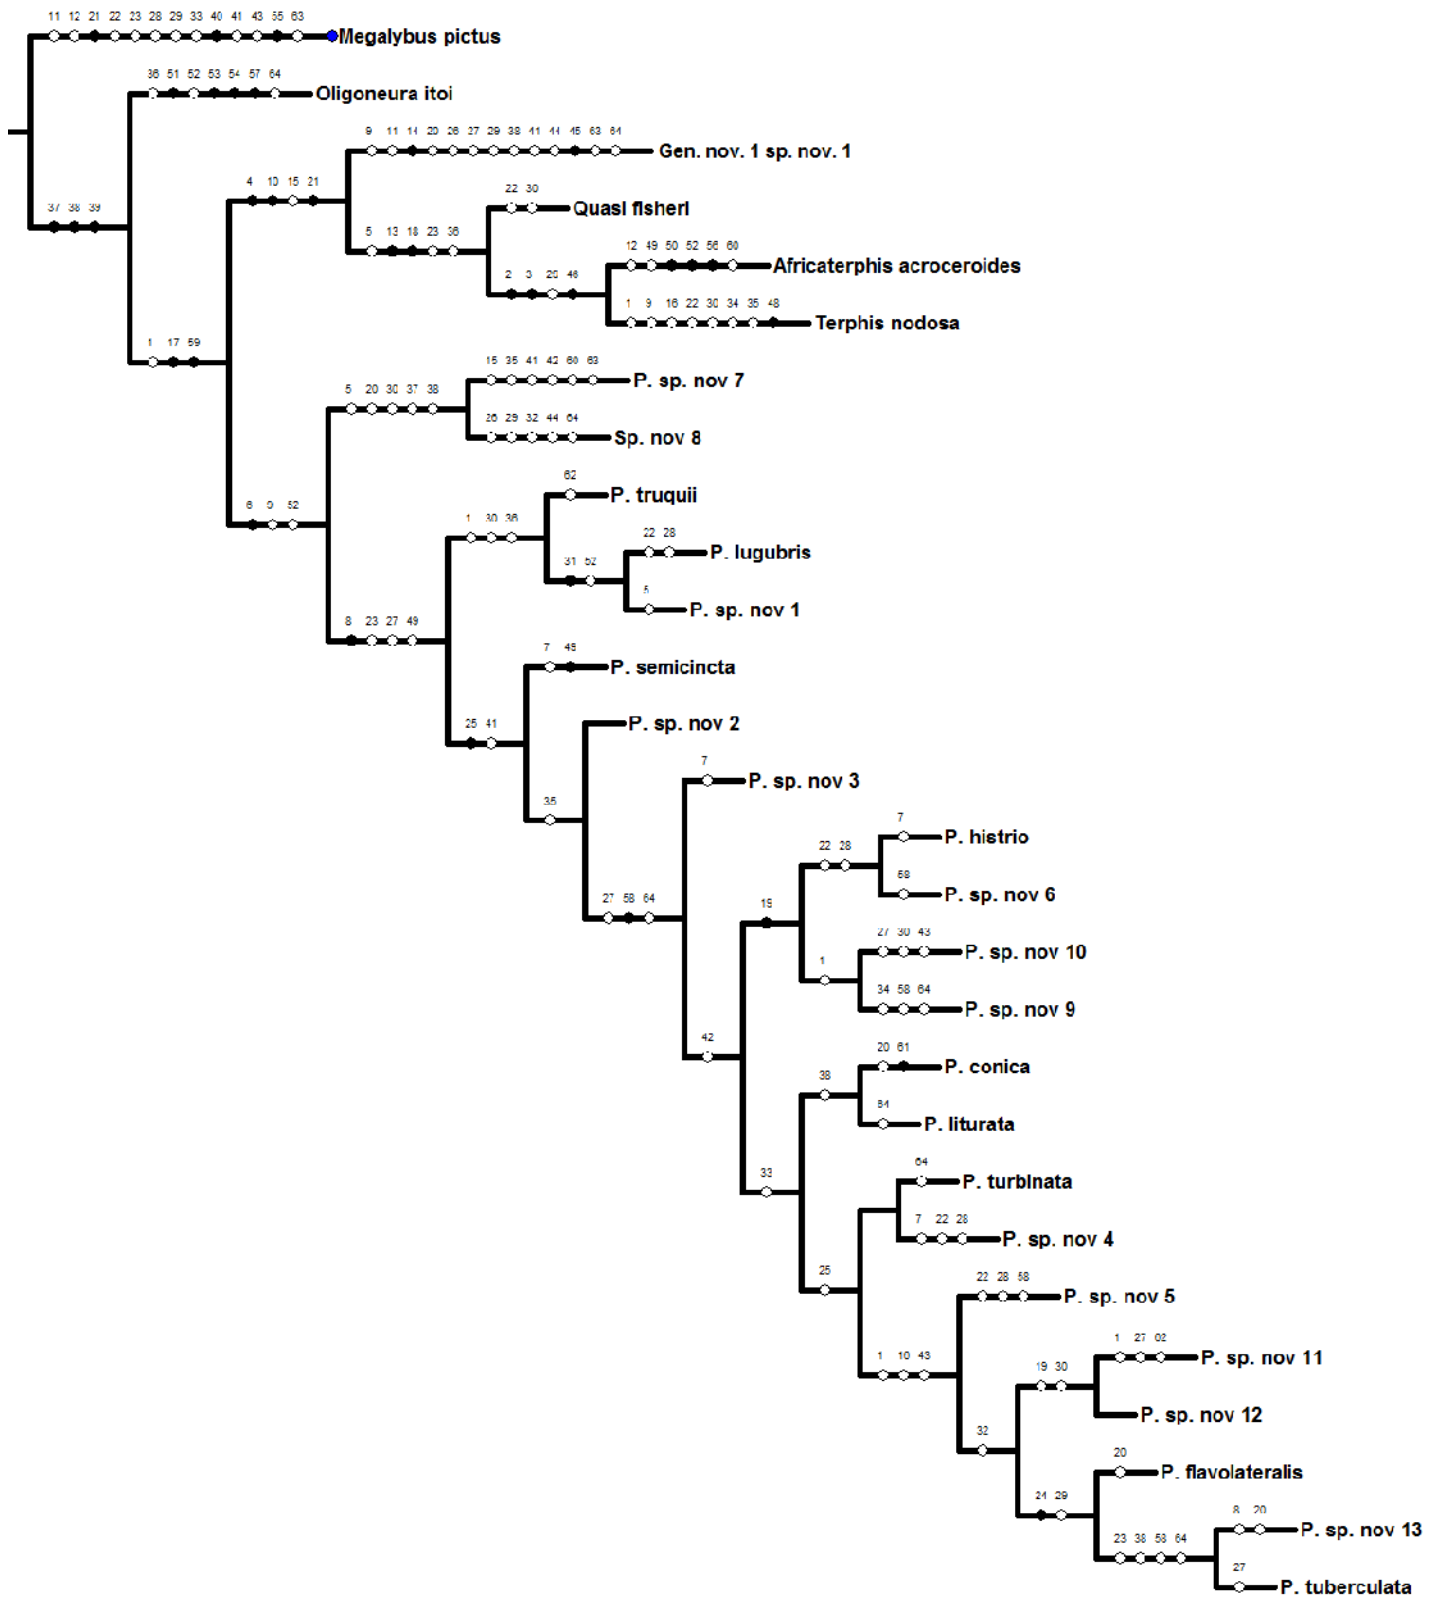 11 12 21 22 23 28 29 33 40 41 43 55 63
Megalybus pictus
36 51 52 53 54 57 64
Oligoneura itoi
9 11 14 20 26 27 29 38 41 44 45 63 64
Gen. nov. 1 sp. nov. 1
4 10 15 21
22 30
Quasi fisheri
37 38 39
5 13 18 23 36
12 49 50 52 56 60
Africaterphis acroceroides
2 3 46
1 9 16 22 30 34 35 48
Terphis nodosa
1 17 59
15 35 41 42 60 63
P. sp. nov 7
5 20 30 37 38
26 29 32 44 64
Sp. nov 8
62
P. truquii
6 9 52
1 30 36
22 28
P. lugubris
31 52
5
P. sp. nov 1
8 23 27 49
7 45
P. semicincta
25 41
P. sp. nov 2
7
P. sp. nov 3
35
7
P. histrio
22 28
58
P. sp. nov 6
27 58 64
19
27 30 43
P. sp. nov 10
1
34 58 64
P. sp. nov 9
42
20 61
P. conica
38
64
P. liturata
33
64
P. turbinata
7 22 28
P. sp. nov 4
25
22 28 58
P. sp. nov 5
1 10 43
1 27 62
P. sp. nov 11
19 30
P. sp. nov 12
32
20
P. flavolateralis
24 29
8 20
P. sp. nov 13
23 38 58 64
27
P. tuberculata